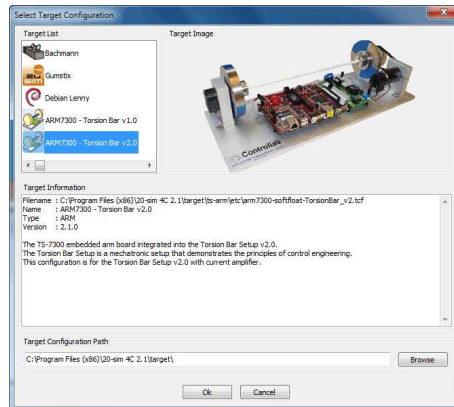 Select Target Configuration
Target List
Target Image
Bachmann
Gumstix
Debian Lenny
ARM7300 - Torsion Bar v1.0
ARM7300 - Torsion Bar v2.0
Controllab
Target Information
Filename : C:\Program Files (x86)\20-sim 4C 2.1\target\ts-arm\etc\arm7300-softfloat-TorsionBar_v2.tcf
Name : ARM7300 - Torsion Bar v2.0
Type : ARM
Version : 2.1.0
The TS-7300 embedded arm board integrated into the Torsion Bar Setup v2.0.
The Torsion Bar Setup is a mechatronic setup that demonstrates the principles of control engineering.
This configuration is for the Torsion Bar Setup v2.0 with current amplifier.
Target Configuration Path
C:\Program Files (x86)\20-sim 4C 2.1\target\
Browse
Ok
Cancel